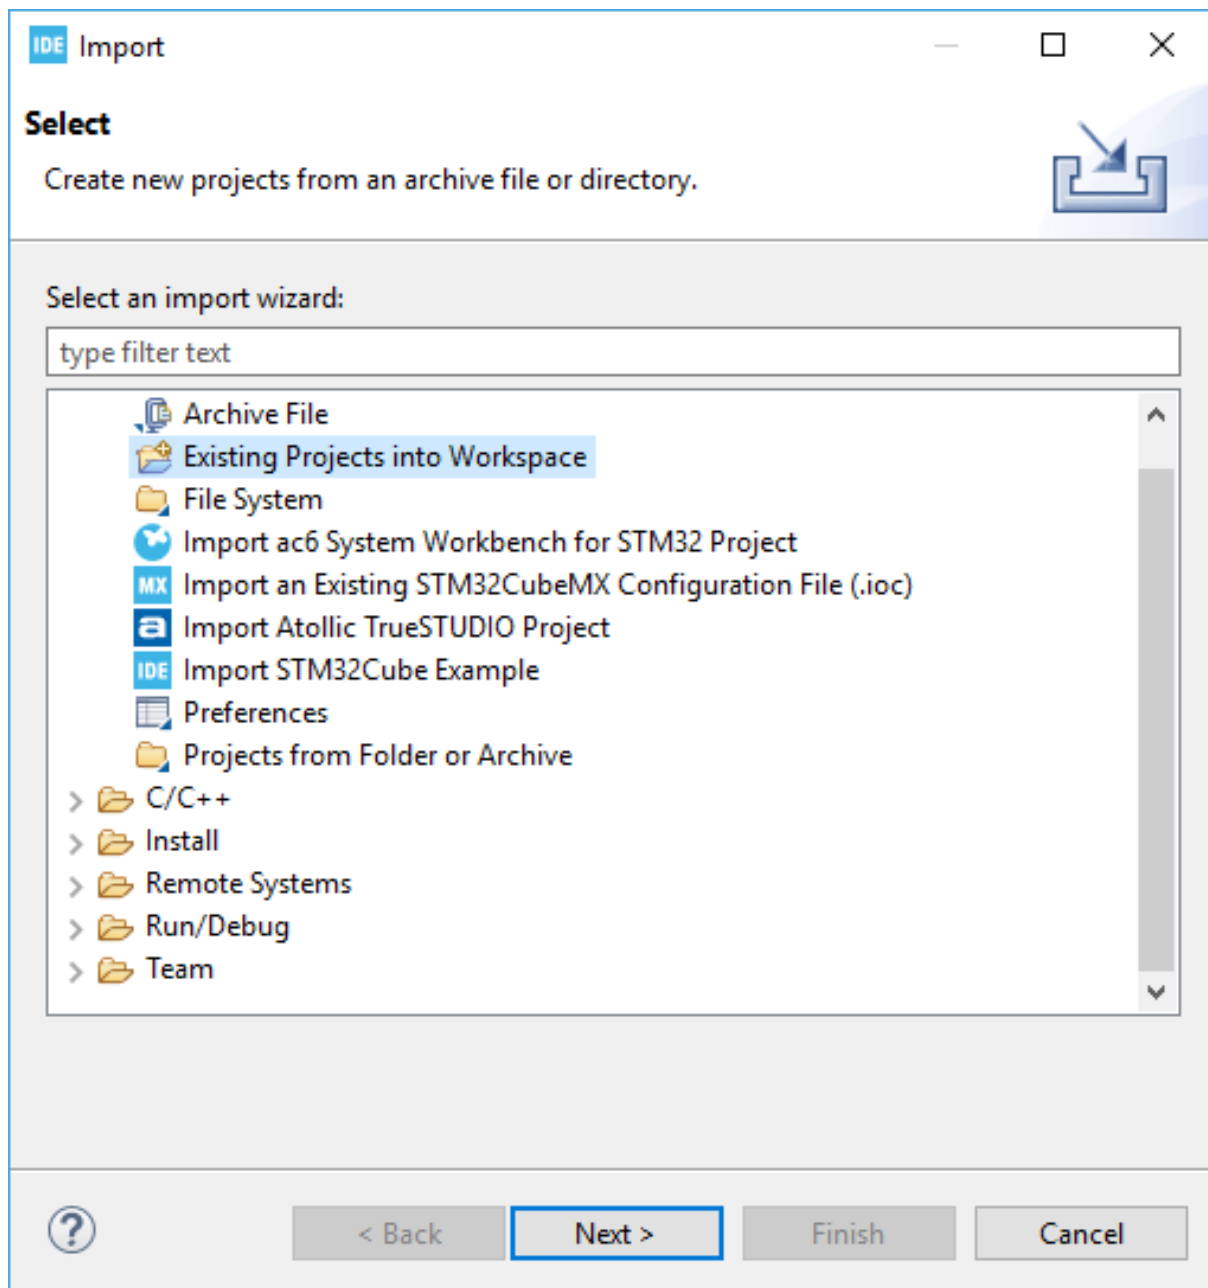 IDE Import
Select
Create new projects from an archive file or directory.
Select an import wizard:
type filter text
Archive File
Existing Projects into Workspace
File System
Import ac6 System Workbench for STM32 Project
MX Import an Existing STM32CubeMX Configuration File (.ioc)
a Import Atollic TrueSTUDIO Project
IDE Import STM32Cube Example
Preferences
Projects from Folder or Archive
C/C++
Install
Remote Systems
Run/Debug
Team
? < Back Next > Finish Cancel